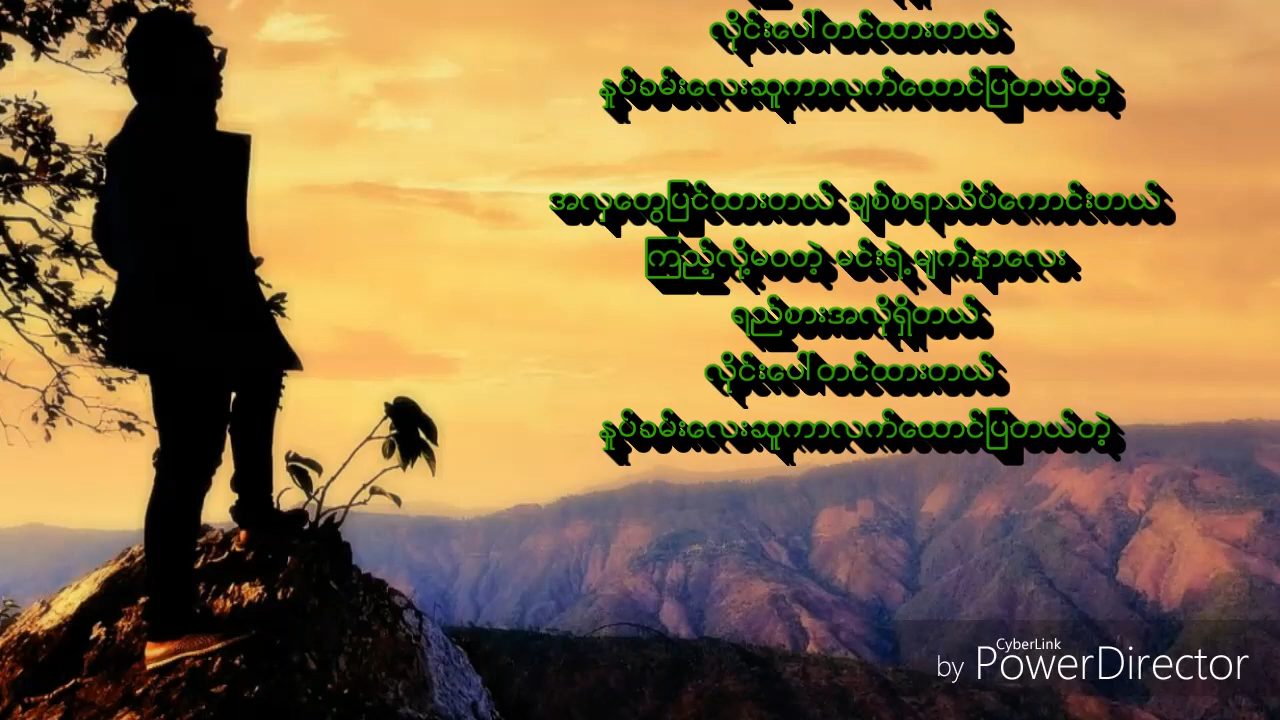 လိုင်းပေါ်တင်ထားတယ်
နှုပ်ခမ်းလေးဆူကာလက်ထောင်ပြတယ်တဲ့
အလှတွေပြင်ထားတယ် ချစ်စရာသိပ်ကောင်းတယ်
ကြည့်လို့မဝတဲ့ မင်းရဲ့မျက်နှာလေး
ရည်စားအလိုရှိတယ်
လိုင်းပေါ်တင်ထားတယ်
နှုပ်ခမ်းလေးဆူကာလက်ထောင်ပြတယ်တဲ့
by CyberLink PowerDirector